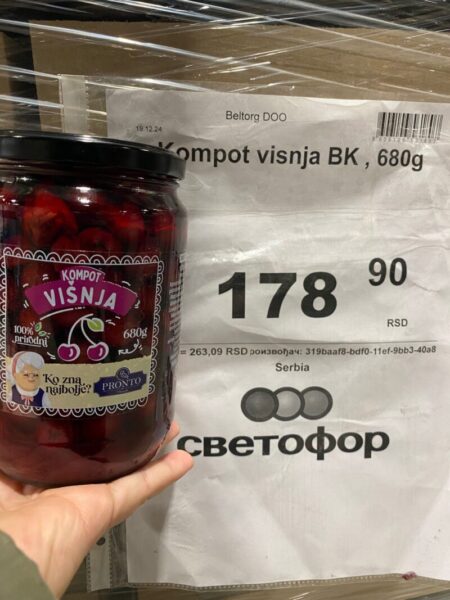 Beltorg DOO
19.12.24
Kompot visnja BK , 680g
178 90
RSD
= 263,09 RSD роизвођач: 319baaf8-bdf0-11ef-9bb3-40a8
Serbia
светофор
KOMPOT
VIŠNJA
100%
prirodni
680g
Ko zna
najbolje?
PRONTO